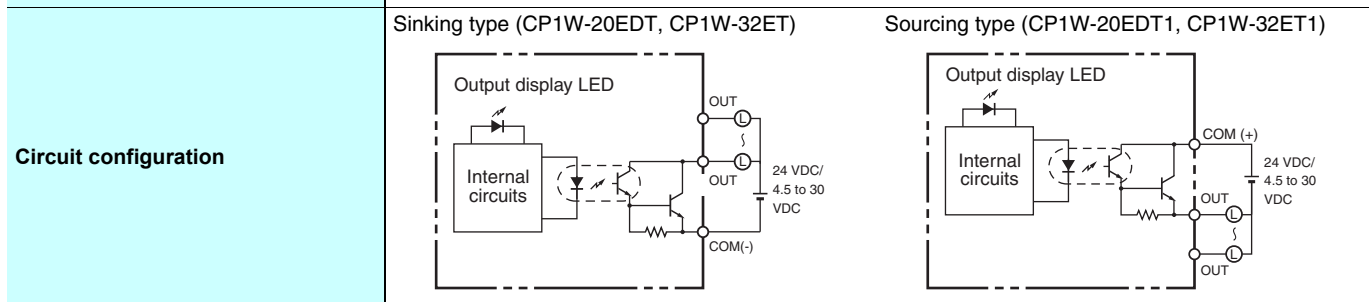 Circuit configuration
Sinking type (CP1W-20EDT, CP1W-32ET)
Output display LED
Internal
circuits
OUT
L
L
OUT
24 VDC/
4.5 to 30
VDC
COM(-)
Sourcing type (CP1W-20EDT1, CP1W-32ET1)
Output display LED
Internal
circuits
COM (+)
24 VDC/
4.5 to 30
VDC
OUT
L
L
OUT